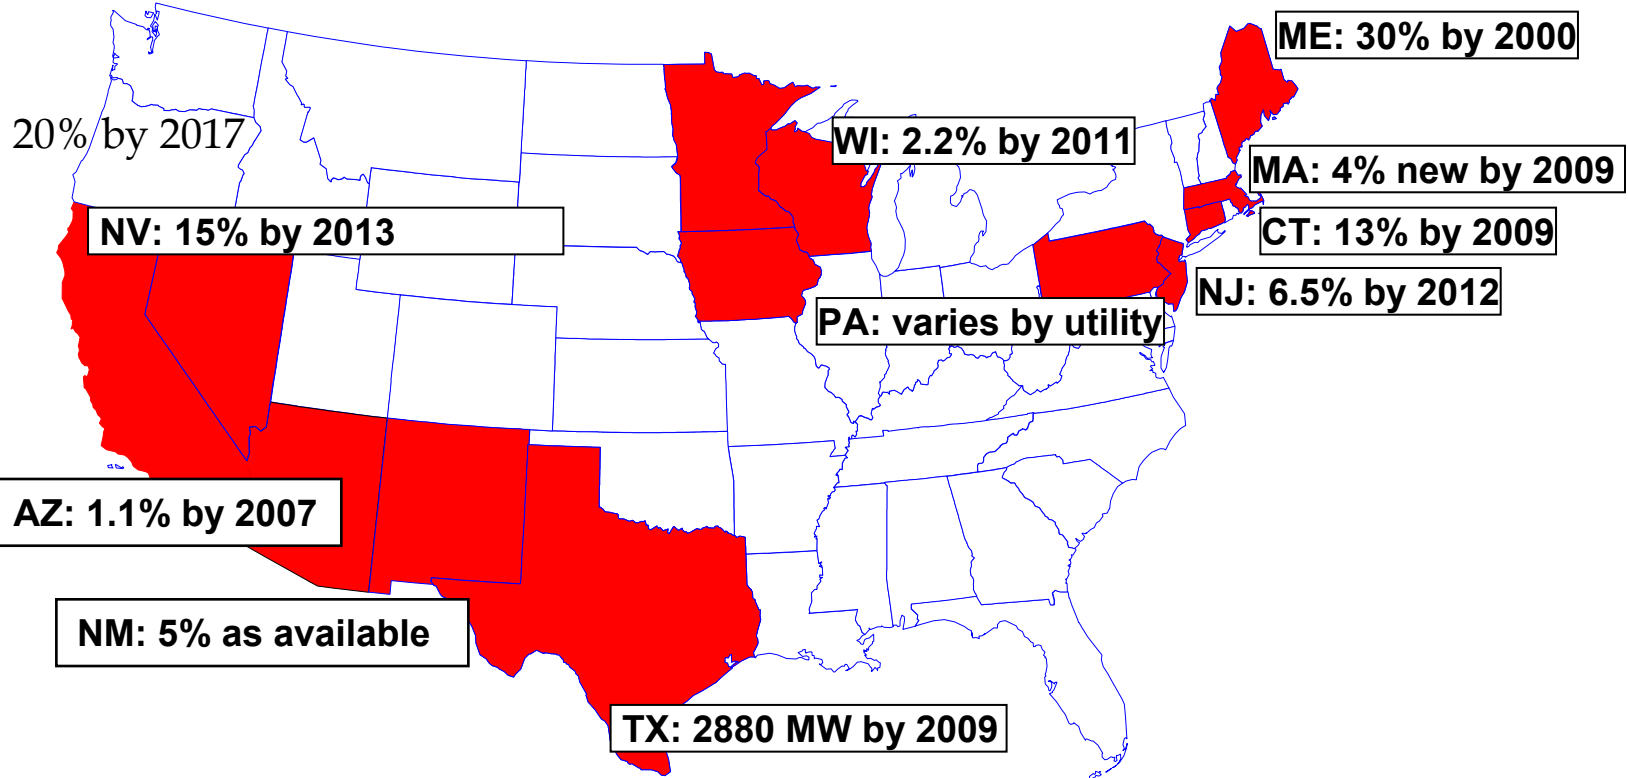 ME: 30% by 2000
20% by 2017
WI: 2.2% by 2011
MA: 4% new by 2009
NV: 15% by 2013
CT: 13% by 2009
NJ: 6.5% by 2012
PA: varies by utility
AZ: 1.1% by 2007
NM: 5% as available
TX: 2880 MW by 2009